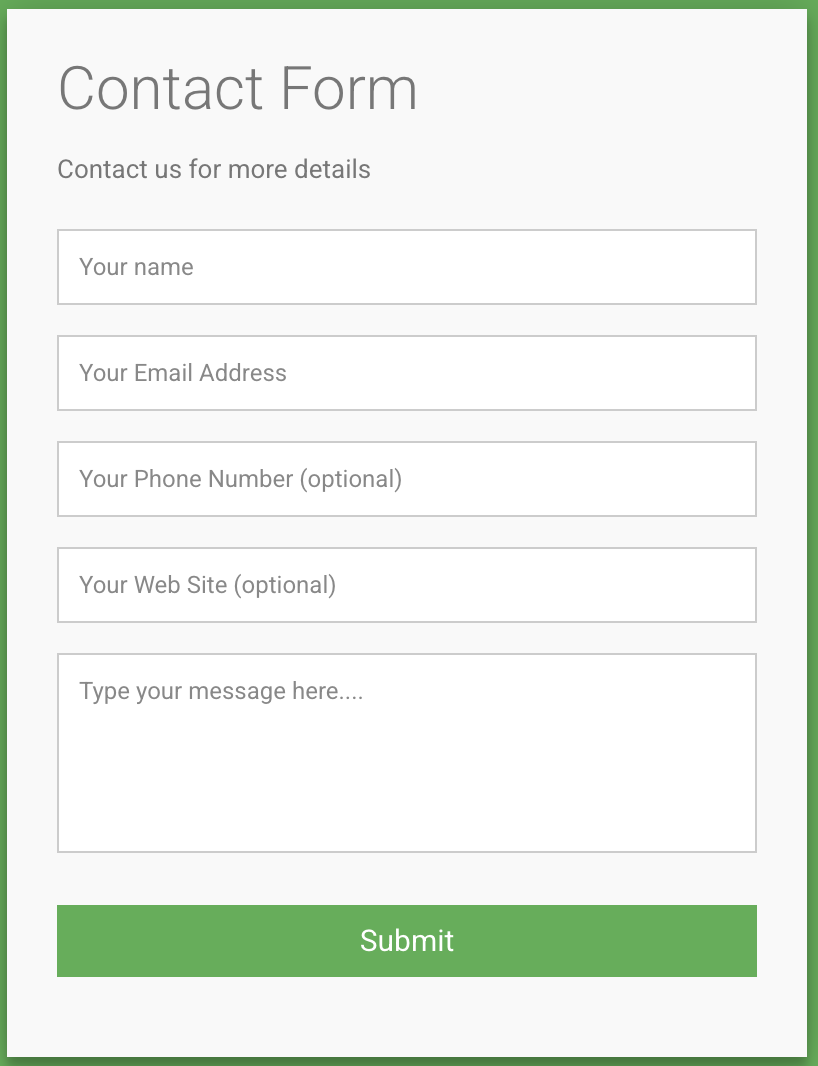 Contact Form
Contact us for more details
Your name
Your Email Address
Your Phone Number (optional)
Your Web Site (optional)
Type your message here....
Submit